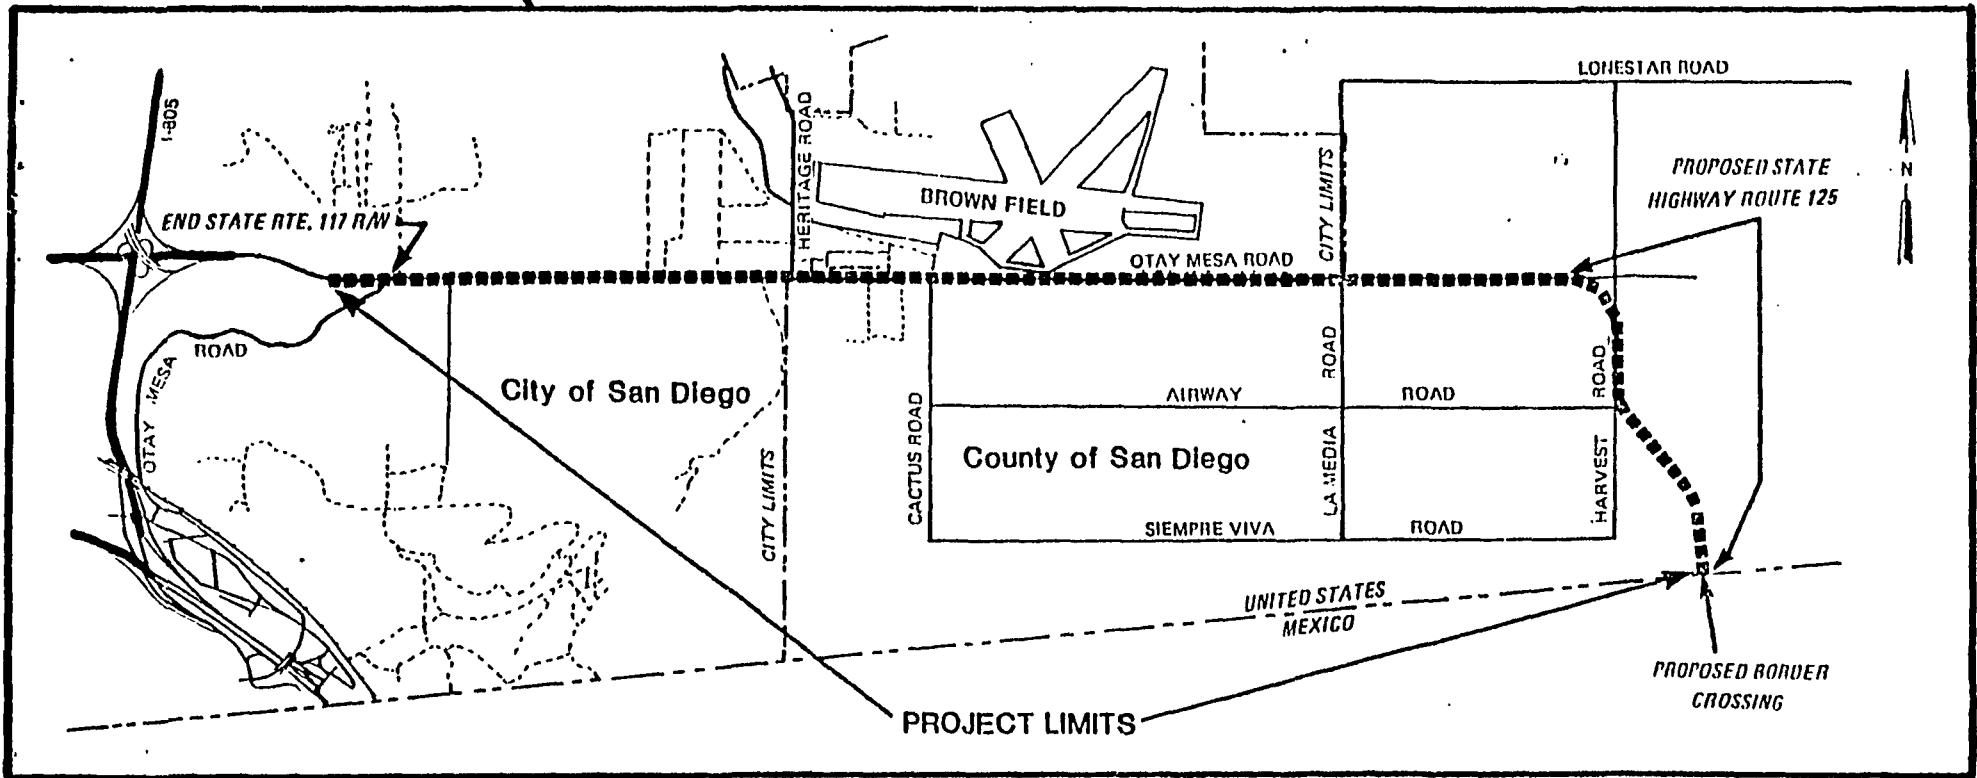 LONESTAR ROAD
I-805
HERITAGE ROAD
CITY LIMITS
PROPOSED STATE
HIGHWAY ROUTE 125
N
END STATE RTE. 117 R/W
BROWN FIELD
OTAY MESA ROAD
OTAY MESA ROAD
City of San Diego
AIRWAY ROAD
CACTUS ROAD
County of San Diego
LA MEDIA ROAD
HARVEST ROAD
CITY LIMITS
SIEMPRE VIVA ROAD
UNITED STATES
MEXICO
PROPOSED BORDER
CROSSING
PROJECT LIMITS